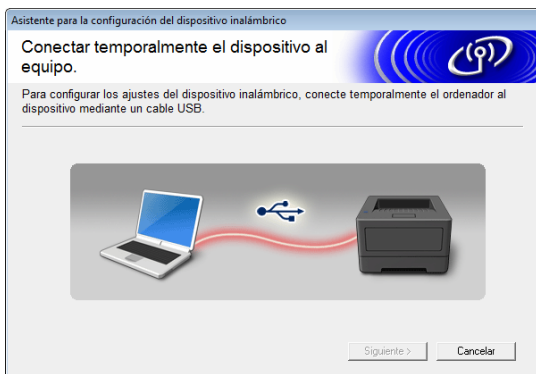 Asistente para la configuración del dispositivo inalámbrico
Conectar temporalmente el dispositivo al
equipo.
Para configurar los ajustes del dispositivo inalámbrico, conecte temporalmente el ordenador al
dispositivo mediante un cable USB.
Siguiente >
Cancelar